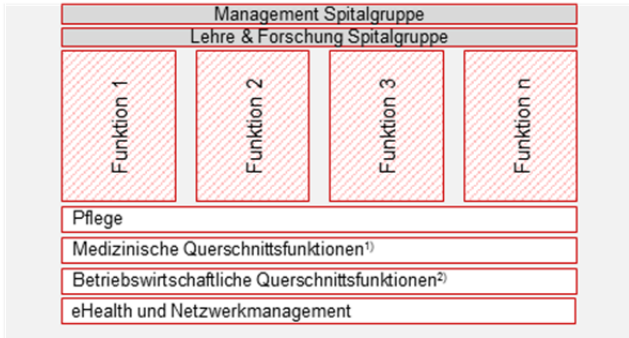 Management Spitalgruppe
Lehre & Forschung Spitalgruppe
Funktion 1
Funktion 2
Funktion 3
Funktion n
Pflege
Medizinische Querschnittsfunktionen¹⁾
Betriebswirtschaftliche Querschnittsfunktionen²⁾
eHealth und Netzwerkmanagement